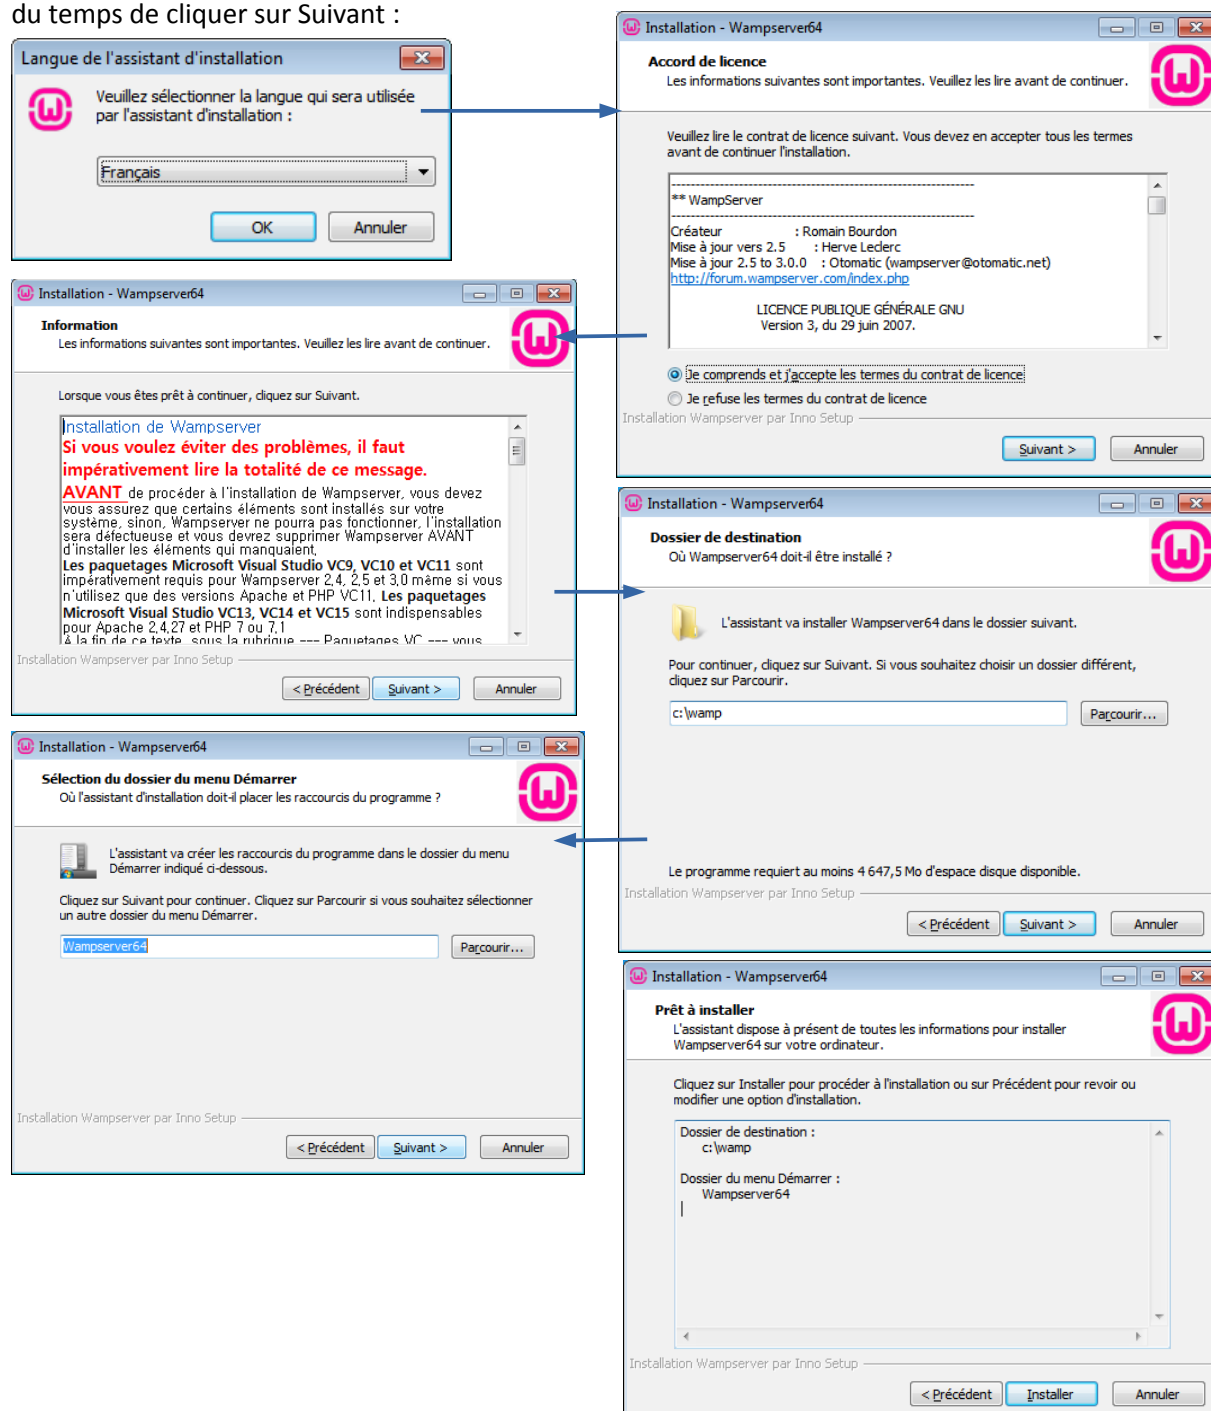 du temps de cliquer sur Suivant :
Langue de l'assistant d'installation
Veuillez sélectionner la langue qui sera utilisée
par l'assistant d'installation :
Français
OK
Annuler
Installation - Wampserver64
Accord de licence
Les informations suivantes sont importantes. Veuillez les lire avant de continuer.
Veuillez lire le contrat de licence suivant. Vous devez en accepter tous les termes
avant de continuer l'installation.
------------------------------------------------------------
** WampServer
------------------------------------------------------------
Créateur : Romain Bourdon
Mise à jour vers 2.5 : Herve Leclerc
Mise à jour 2.5 to 3.0.0 : Otomatic (wampserver@otomatic.net)
http://forum.wampserver.com/index.php
LICENCE PUBLIQUE GÉNÉRALE GNU
Version 3, du 29 juin 2007.
Je comprends et j'accepte les termes du contrat de licence
Je refuse les termes du contrat de licence
Installation Wampserver par Inno Setup
Suivant >
Annuler
Installation - Wampserver64
Information
Les informations suivantes sont importantes. Veuillez les lire avant de continuer.
Lorsque vous êtes prêt à continuer, cliquez sur Suivant.
Installation de Wampserver
Si vous voulez éviter des problèmes, il faut
impérativement lire la totalité de ce message.
AVANT de procéder à l'installation de Wampserver, vous devez
vous assurez que certains éléments sont installés sur votre
système, sinon, Wampserver ne pourra pas fonctionner, l'installation
sera défectueuse et vous devrez supprimer Wampserver AVANT
d'installer les éléments qui manquaient.
Les paquetages Microsoft Visual Studio VC9, VC10 et VC11 sont
impérativement requis pour Wampserver 2.4, 2.5 et 3.0 même si vous
n'utilisez que des versions Apache et PHP VC11. Les paquetages
Microsoft Visual Studio VC13, VC14 et VC15 sont indispensables
pour Apache 2.4.27 et PHP 7 ou 7.1
À la fin de ce texte, sous la rubrique --- Paquetages VC --- vous
Installation Wampserver par Inno Setup
< Précédent
Suivant >
Annuler
Installation - Wampserver64
Dossier de destination
Où Wampserver64 doit-il être installé ?
L'assistant va installer Wampserver64 dans le dossier suivant.
Pour continuer, cliquez sur Suivant. Si vous souhaitez choisir un dossier différent,
cliquez sur Parcourir.
c:\wamp
Parcourir...
Le programme requiert au moins 4 647,5 Mo d'espace disque disponible.
Installation Wampserver par Inno Setup
< Précédent
Suivant >
Annuler
Installation - Wampserver64
Sélection du dossier du menu Démarrer
Où l'assistant d'installation doit-il placer les raccourcis du programme ?
L'assistant va créer les raccourcis du programme dans le dossier du menu
Démarrer indiqué ci-dessous.
Cliquez sur Suivant pour continuer. Cliquez sur Parcourir si vous souhaitez sélectionner
un autre dossier du menu Démarrer.
Wampserver64
Parcourir...
Installation Wampserver par Inno Setup
< Précédent
Suivant >
Annuler
Installation - Wampserver64
Prêt à installer
L'assistant dispose à présent de toutes les informations pour installer
Wampserver64 sur votre ordinateur.
Cliquez sur Installer pour procéder à l'installation ou sur Précédent pour revoir ou
modifier une option d'installation.
Dossier de destination :
c:\wamp
Dossier du menu Démarrer :
Wampserver64
Installation Wampserver par Inno Setup
< Précédent
Installer
Annuler